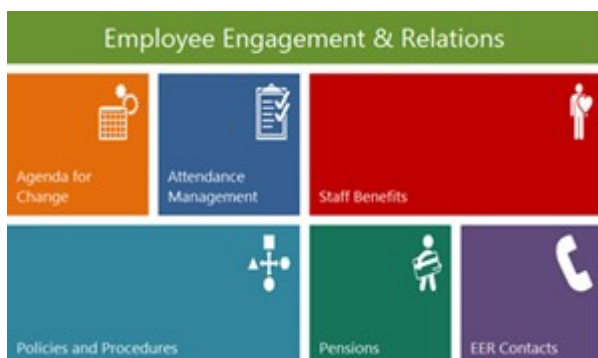 Employee Engagement & Relations
Agenda for
Change
Attendance
Management
Staff Benefits
Policies and Procedures
Pensions
EER Contacts